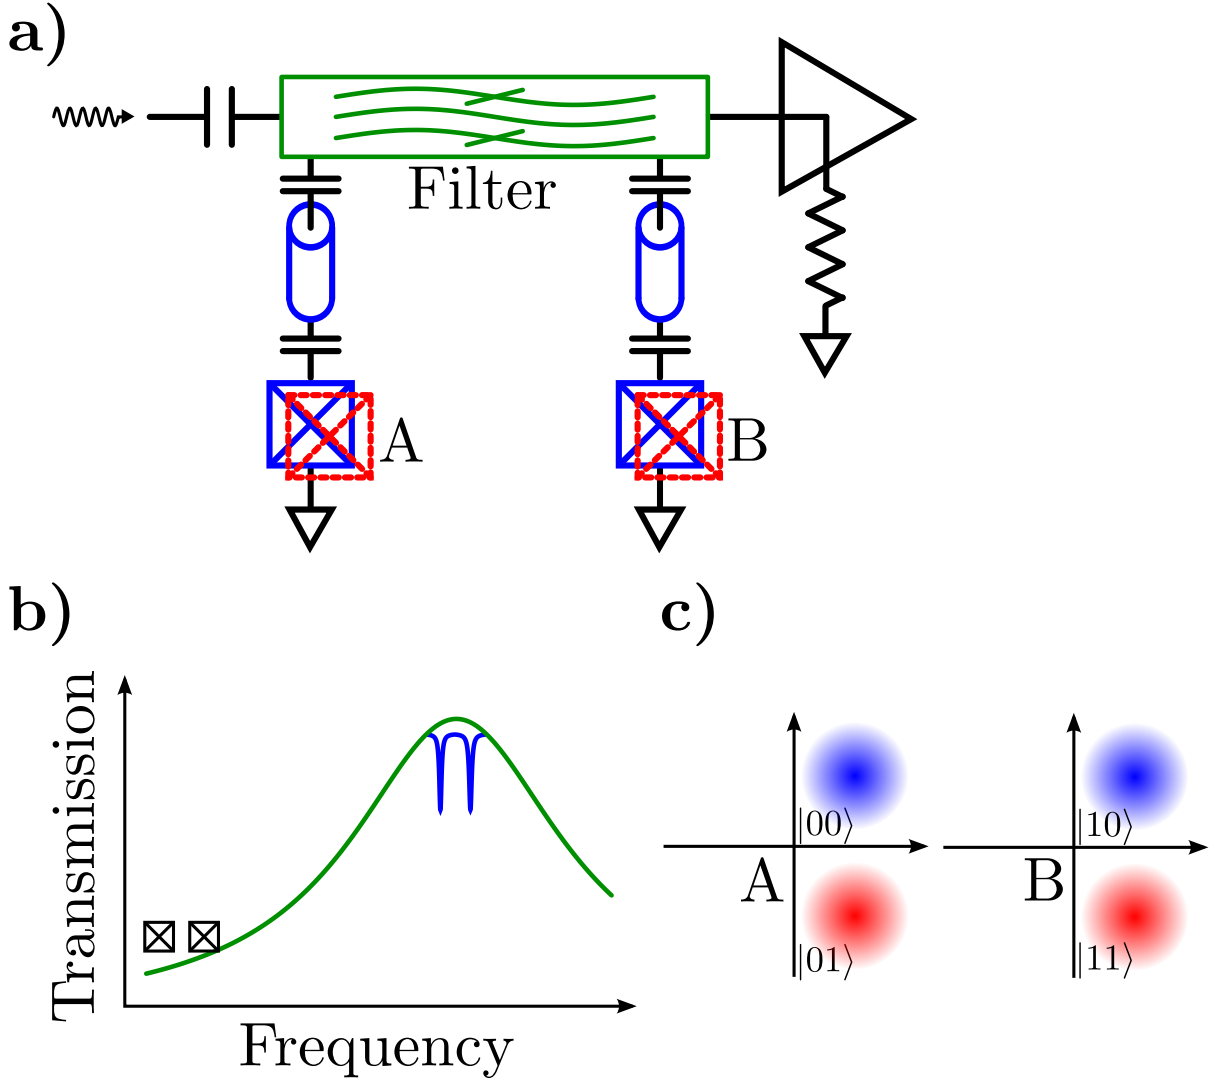 a)
Filter
A
B
b)
Transmission
Frequency
c)
|00⟩
A
|01⟩
|10⟩
B
|11⟩